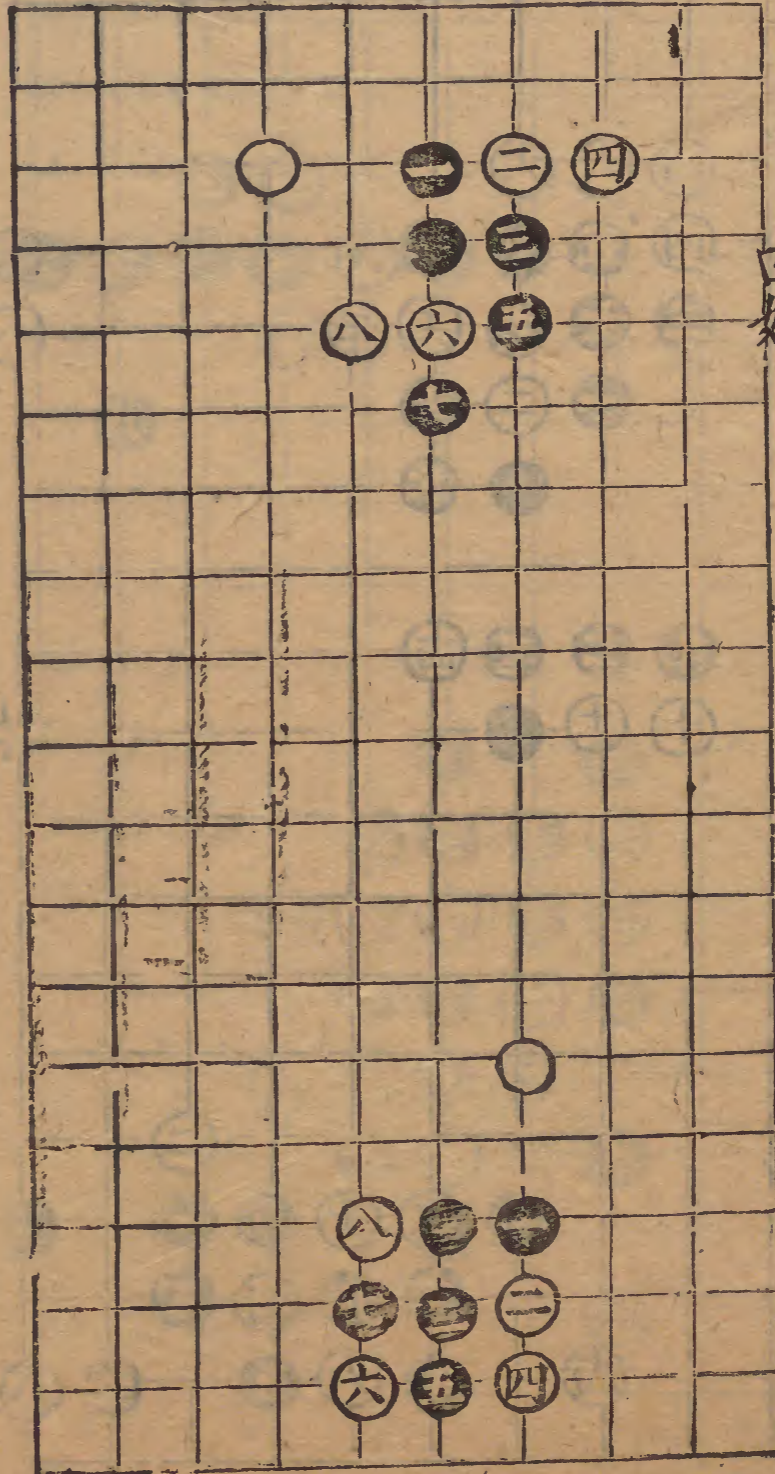 一 二 四
三
八 六 五
七
八 一
七 三 二
六 五 四